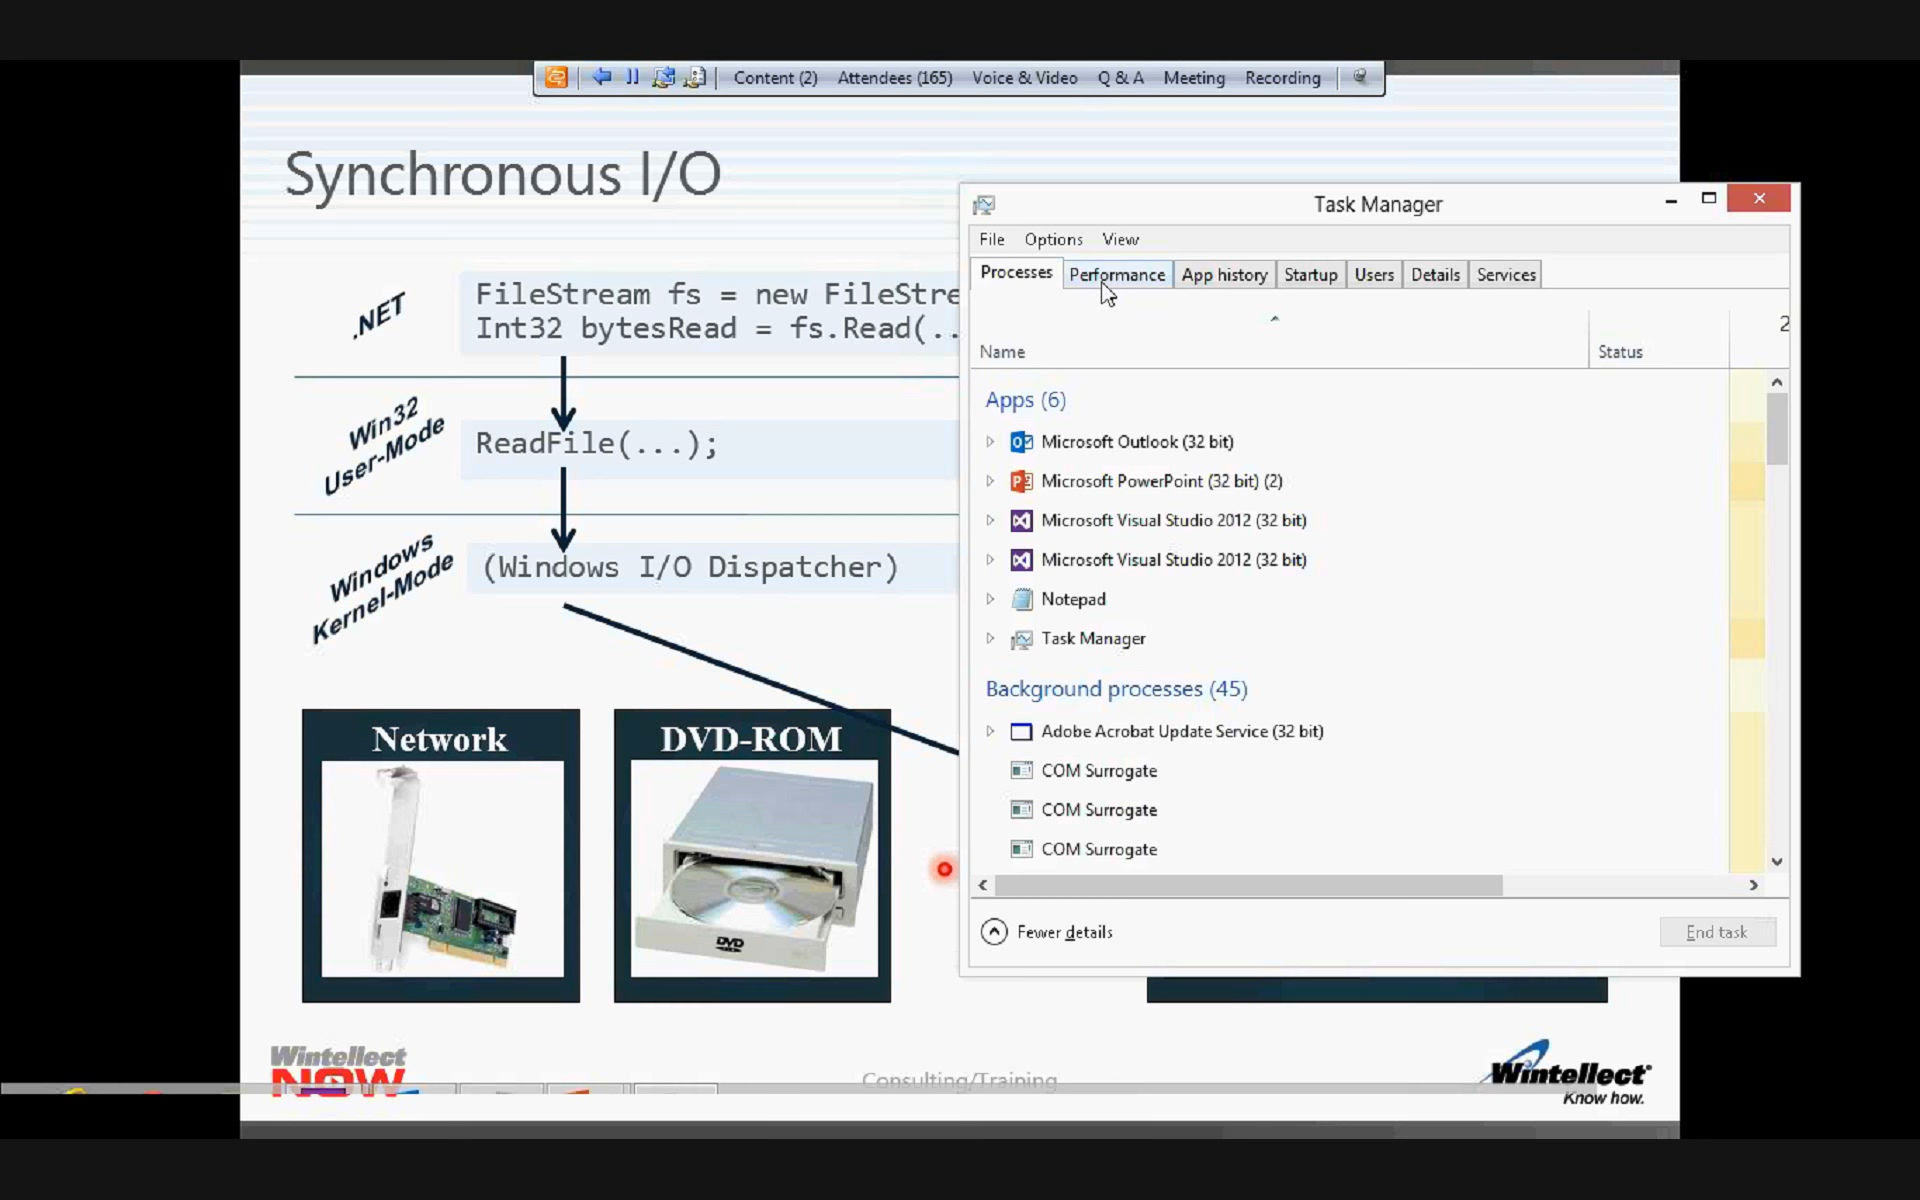 Content (2) Attendees (165) Voice & Video Q & A Meeting Recording
Synchronous I/O
.NET
FileStream fs = new FileStre
Int32 bytesRead = fs.Read(..
Win32
User-Mode
ReadFile(...);
Windows
Kernel-Mode
(Windows I/O Dispatcher)
Network
DVD-ROM
DVD
Task Manager
File Options View
Processes Performance App history Startup Users Details Services
2
Name Status
Apps (6)
Microsoft Outlook (32 bit)
Microsoft PowerPoint (32 bit) (2)
Microsoft Visual Studio 2012 (32 bit)
Microsoft Visual Studio 2012 (32 bit)
Notepad
Task Manager
Background processes (45)
Adobe Acrobat Update Service (32 bit)
COM Surrogate
COM Surrogate
COM Surrogate
Fewer details End task
Wintellect
NOW
Consulting/Training
Wintellect
Know how.